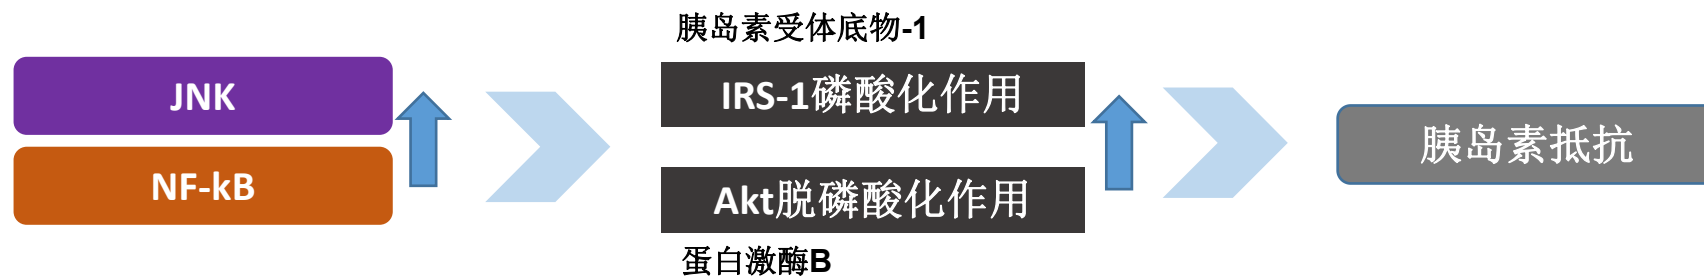 胰岛素受体底物-1
JNK
IRS-1磷酸化作用
胰岛素抵抗
NF-kB
Akt脱磷酸化作用
蛋白激酶B